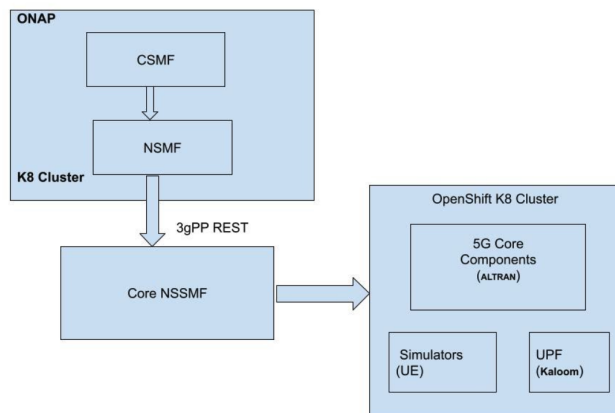 ONAP
CSMF
NSMF
K8 Cluster
3gPP REST
Core NSSMF
OpenShift K8 Cluster
5G Core
Components
(ALTRAN)
Simulators
(UE)
UPF
(Kaloom)